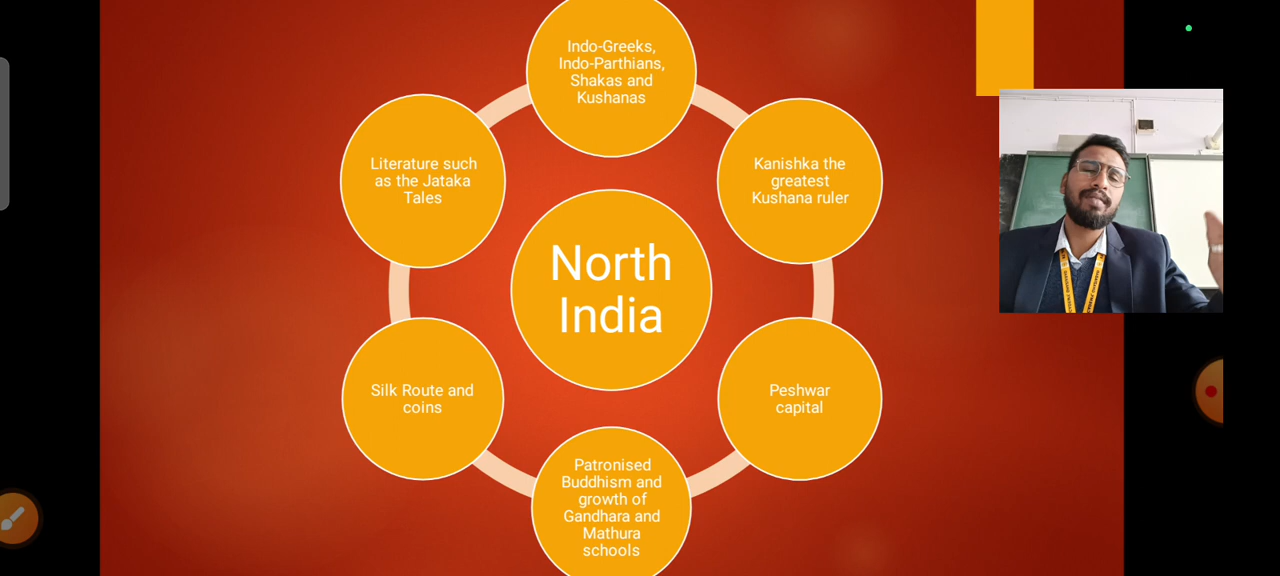 Indo-Greeks,
Indo-Parthians,
Shakas and
Kushanas
Kanishka the
greatest
Kushana ruler
Peshwar
capital
Patronised
Buddhism and
growth of
Gandhara and
Mathura
schools
Silk Route and
coins
Literature such
as the Jataka
Tales
North
India